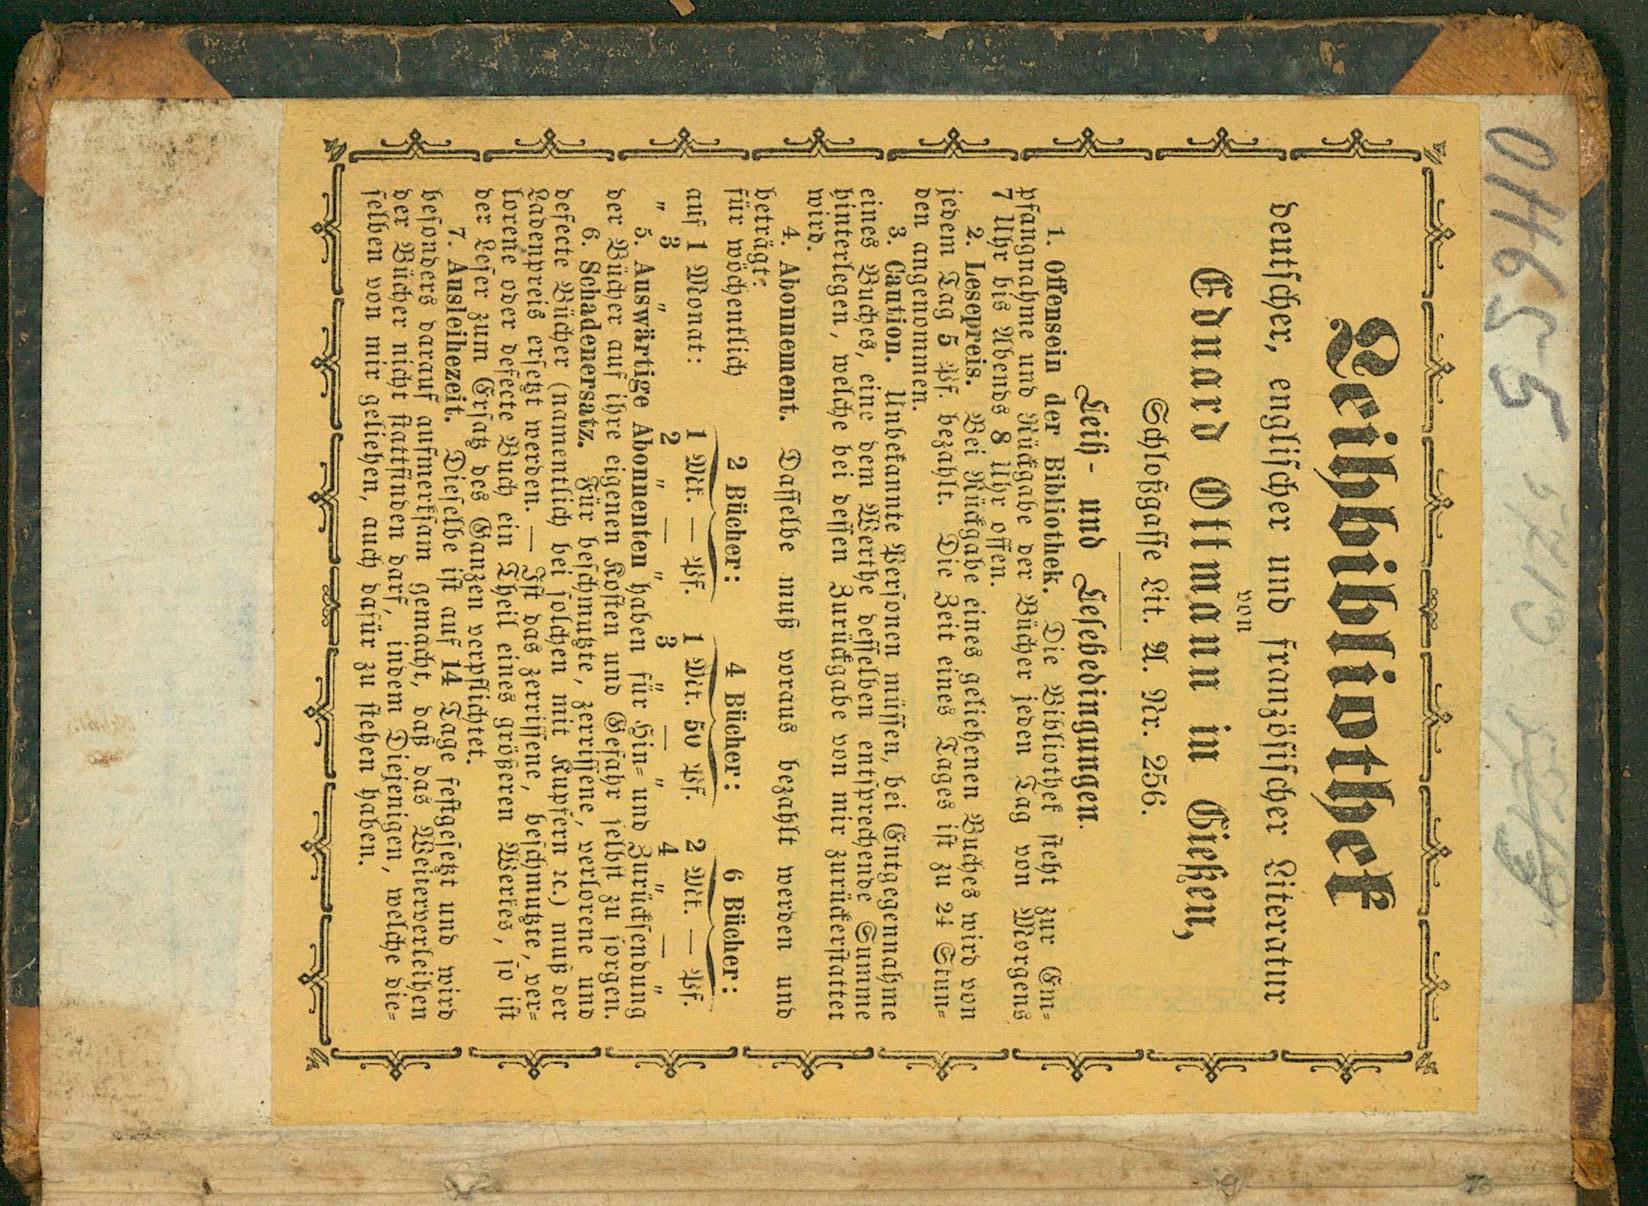 Leihbibliothek
deutscher, englischer und französischer Literatur
von
Eduard Ottmann in Gießen,
Schloßgasse Lit. A. Nr. 256.
Leih- und Lesebedingungen.
1. Offensein der Bibliothek. Die Bibliothek steht zur Em-
pfangnahme und Rückgabe der Bücher jeden Tag von Morgens
7 Uhr bis Abends 8 Uhr offen.
2. Lesepreis. Bei Rückgabe eines geliehenen Buches wird von
jedem Tag 5 Pf. bezahlt. Die Zeit eines Tages ist zu 24 Stun-
den angenommen.
3. Caution. Unbekannte Personen müssen, bei Entgegennahme
eines Buches, eine dem Werthe desselben entsprechende Summe
hinterlegen, welche bei dessen Zurückgabe von mir zurückerstattet
wird.
4. Abonnement. Dasselbe muß voraus bezahlt werden und
beträgt:
für wöchentlich 2 Bücher: 4 Bücher: 6 Bücher:
auf 1 Monat: 1 Mk. — Pf. 1 Mk. 50 Pf. 2 Mk. — Pf.
" 3 " 2 " — " 3 " — " 4 " — "
5. Auswärtige Abonnenten haben für Hin- und Zurücksendung
der Bücher auf ihre eigenen Kosten und Gefahr selbst zu sorgen.
6. Schadenersatz. Für beschmutzte, zerrissene, verlorene und
defecte Bücher (namentlich bei solchen mit Kupfern ꝛc.) muß der
Ladenpreis ersetzt werden. — Ist das zerrissene, beschmutzte, ver-
lorene oder defecte Buch ein Theil eines größeren Werkes, so ist
der Leser zum Ersatz des Ganzen verpflichtet.
7. Ausleihezeit. Dieselbe ist auf 14 Tage festgesetzt und wird
besonders darauf aufmerksam gemacht, daß das Weiterverleihen
der Bücher nicht stattfinden darf, indem Diejenigen, welche die-
selben von mir geliehen, auch dafür zu stehen haben.